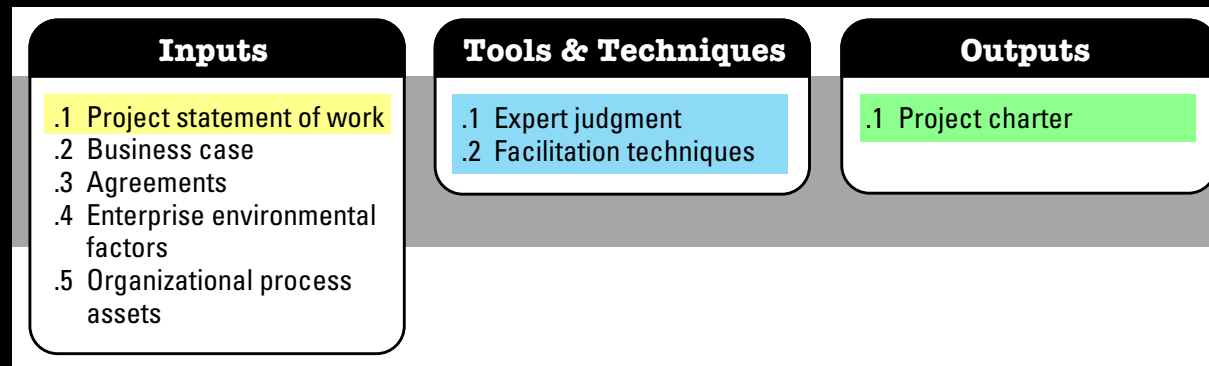 Inputs
.1 Project statement of work
.2 Business case
.3 Agreements
.4 Enterprise environmental
factors
.5 Organizational process
assets
Tools & Techniques
.1 Expert judgment
.2 Facilitation techniques
Outputs
.1 Project charter